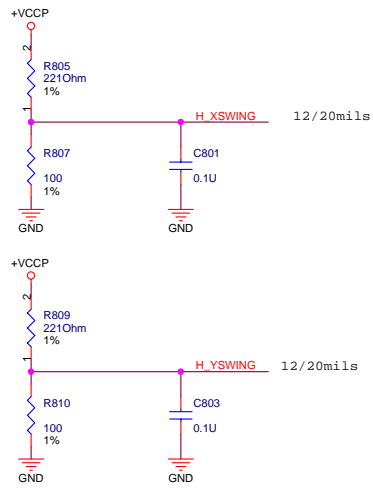 +VCCP
2
R805
221Ohm
1%
1
H_XSWING 12/20mils
R807
100
1%
C801
0.1U
GND GND
+VCCP
2
R809
221Ohm
1%
1
H_YSWING 12/20mils
R810
100
1%
C803
0.1U
GND GND